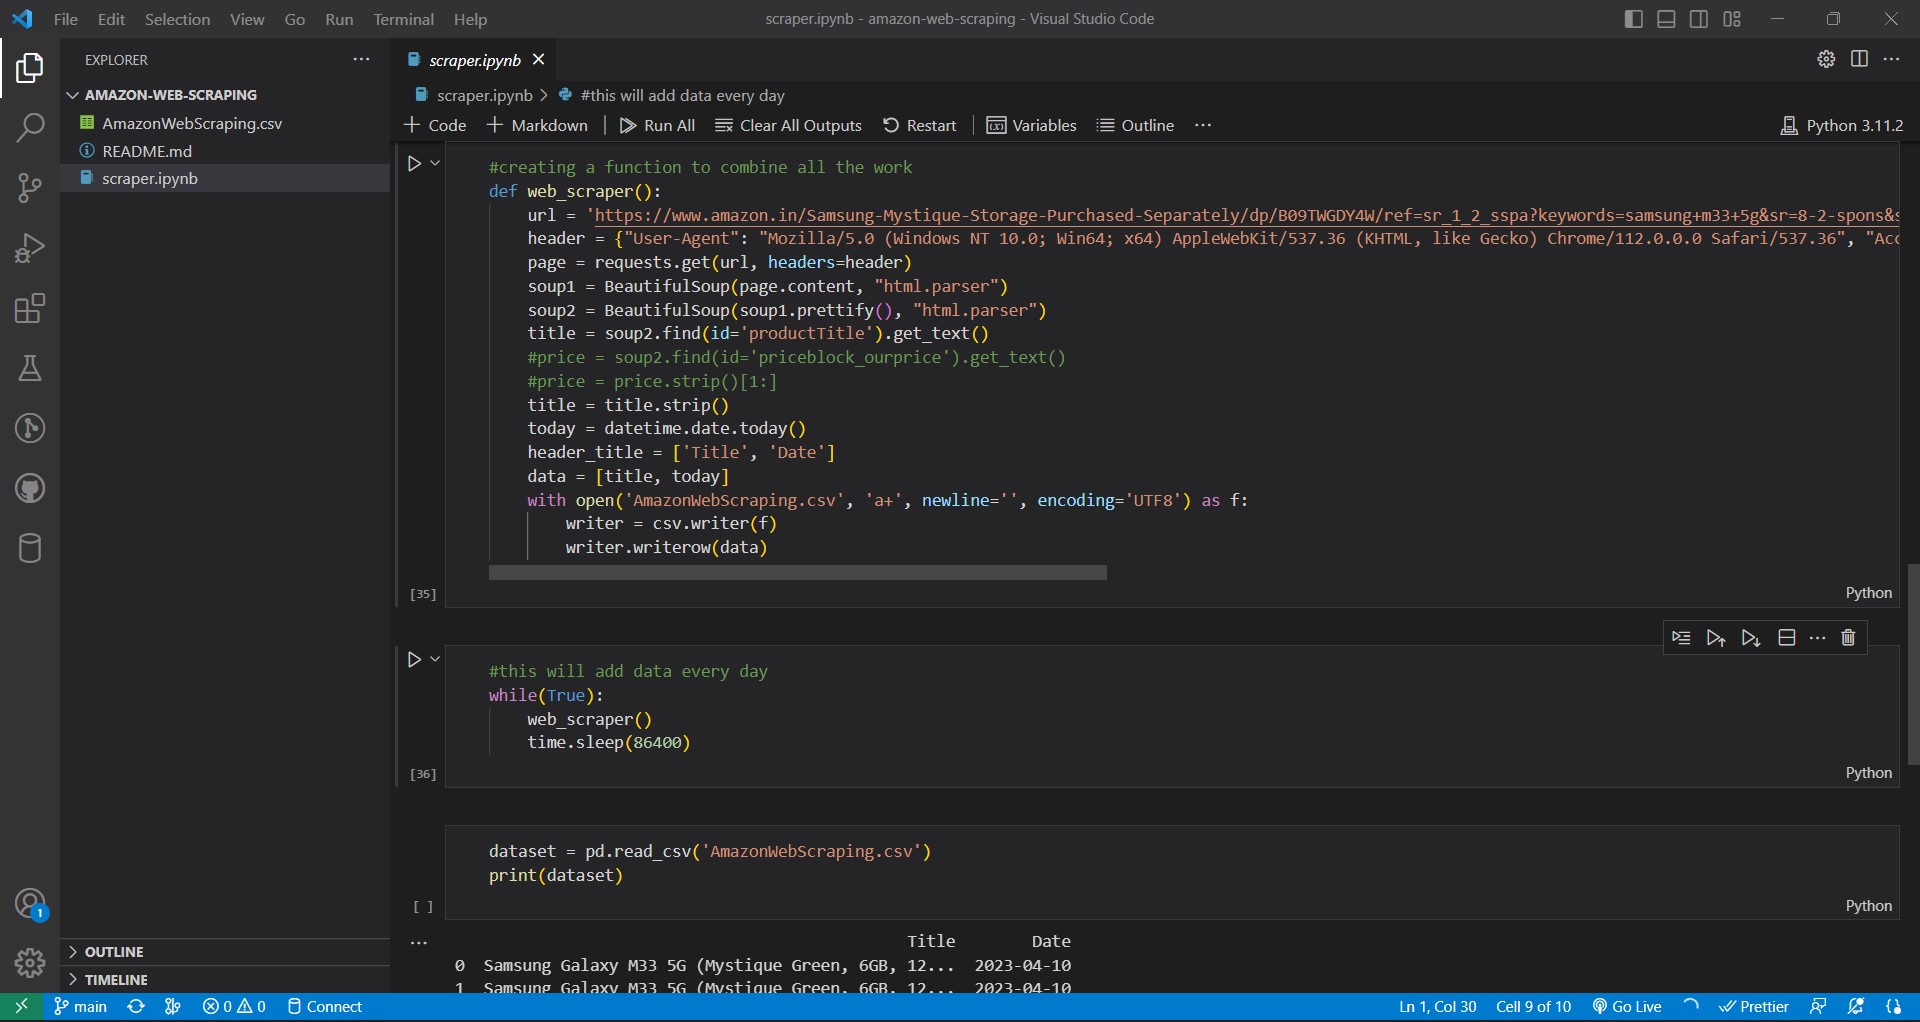 File Edit Selection View Go Run Terminal Help
scraper.ipynb - amazon-web-scraping - Visual Studio Code
EXPLORER
AMAZON-WEB-SCRAPING
AmazonWebScraping.csv
README.md
scraper.ipynb
OUTLINE
TIMELINE
scraper.ipynb
scraper.ipynb > #this will add data every day
+ Code + Markdown | Run All Clear All Outputs Restart | Variables Outline ...
Python 3.11.2
#creating a function to combine all the work
def web_scraper():
url = 'https://www.amazon.in/Samsung-Mystique-Storage-Purchased-Separately/dp/B09TWGDY4W/ref=sr_1_2_sspa?keywords=samsung+m33+5g&sr=8-2-spons&s
header = {"User-Agent": "Mozilla/5.0 (Windows NT 10.0; Win64; x64) AppleWebKit/537.36 (KHTML, like Gecko) Chrome/112.0.0.0 Safari/537.36", "Acc
page = requests.get(url, headers=header)
soup1 = BeautifulSoup(page.content, "html.parser")
soup2 = BeautifulSoup(soup1.prettify(), "html.parser")
title = soup2.find(id='productTitle').get_text()
#price = soup2.find(id='priceblock_ourprice').get_text()
#price = price.strip()[1:]
title = title.strip()
today = datetime.date.today()
header_title = ['Title', 'Date']
data = [title, today]
with open('AmazonWebScraping.csv', 'a+', newline='', encoding='UTF8') as f:
writer = csv.writer(f)
writer.writerow(data)
[35]
Python
#this will add data every day
while(True):
web_scraper()
time.sleep(86400)
[36]
Python
dataset = pd.read_csv('AmazonWebScraping.csv')
print(dataset)
[ ]
Python
...
Title Date
0 Samsung Galaxy M33 5G (Mystique Green, 6GB, 12... 2023-04-10
1 Samsung Galaxy M33 5G (Mystique Green, 6GB, 12... 2023-04-10
1
main 0 0 Connect
Ln 1, Col 30 Cell 9 of 10 Go Live Prettier